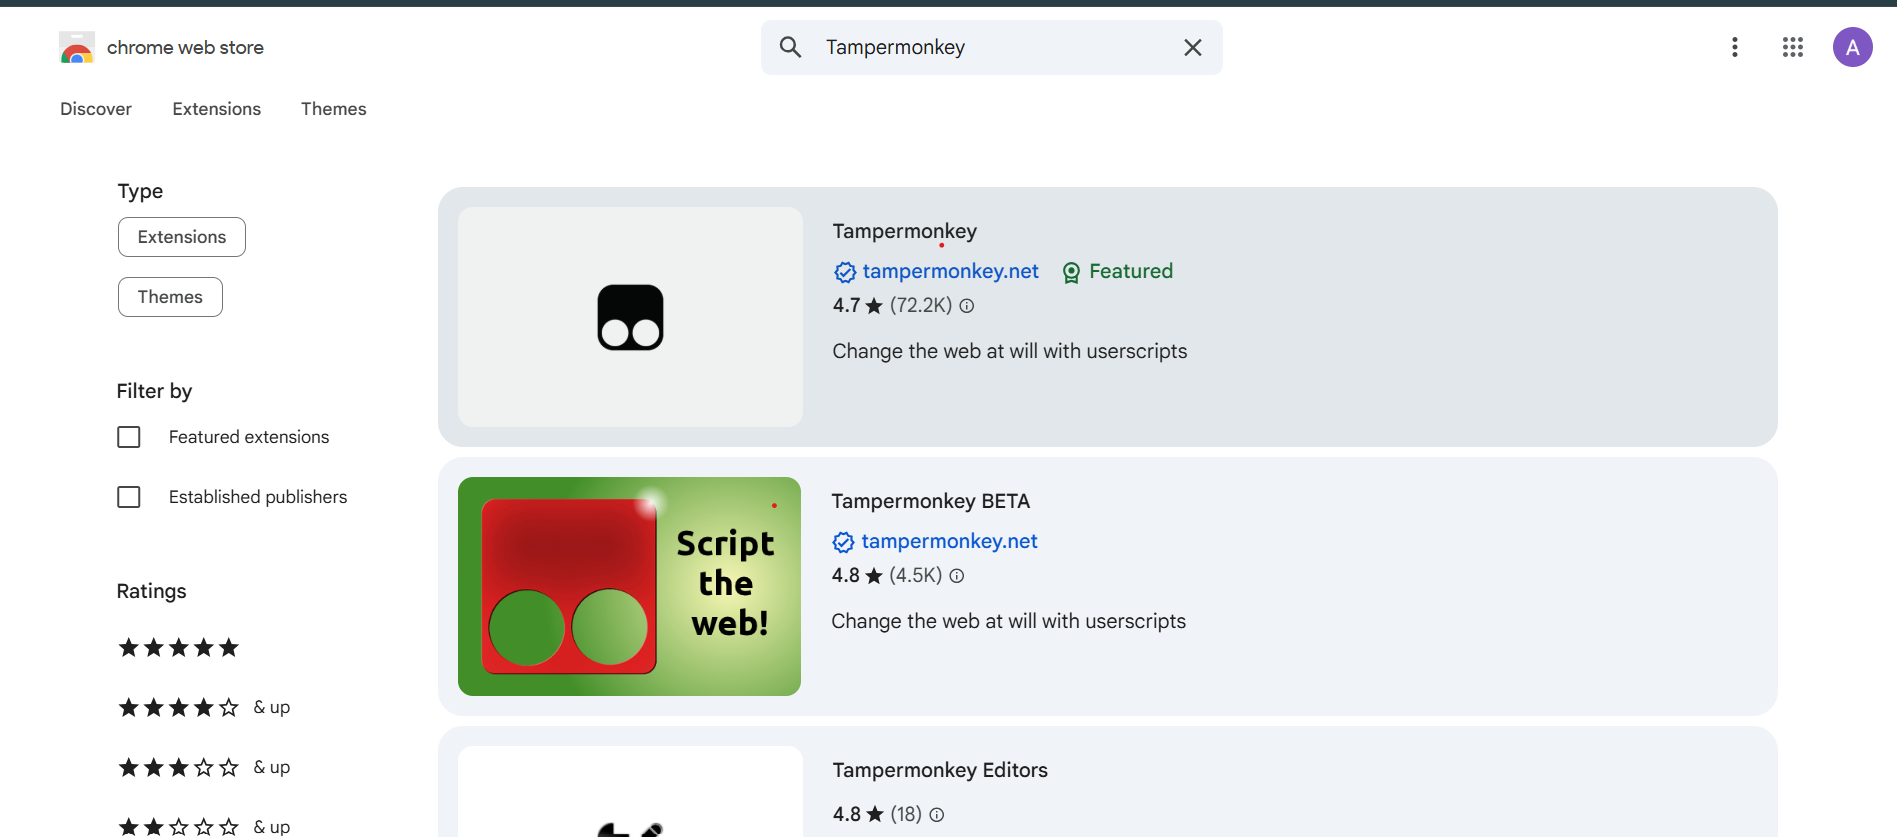 chrome web store
Tampermonkey
A
Discover Extensions Themes
Type
Extensions
Themes
Filter by
Featured extensions
Established publishers
Ratings
& up
& up
& up
Tampermonkey
tampermonkey.net Featured
4.7 ★ (72.2K)
Change the web at will with userscripts
Script
the
web!
Tampermonkey BETA
tampermonkey.net
4.8 ★ (4.5K)
Change the web at will with userscripts
Tampermonkey Editors
4.8 ★ (18)